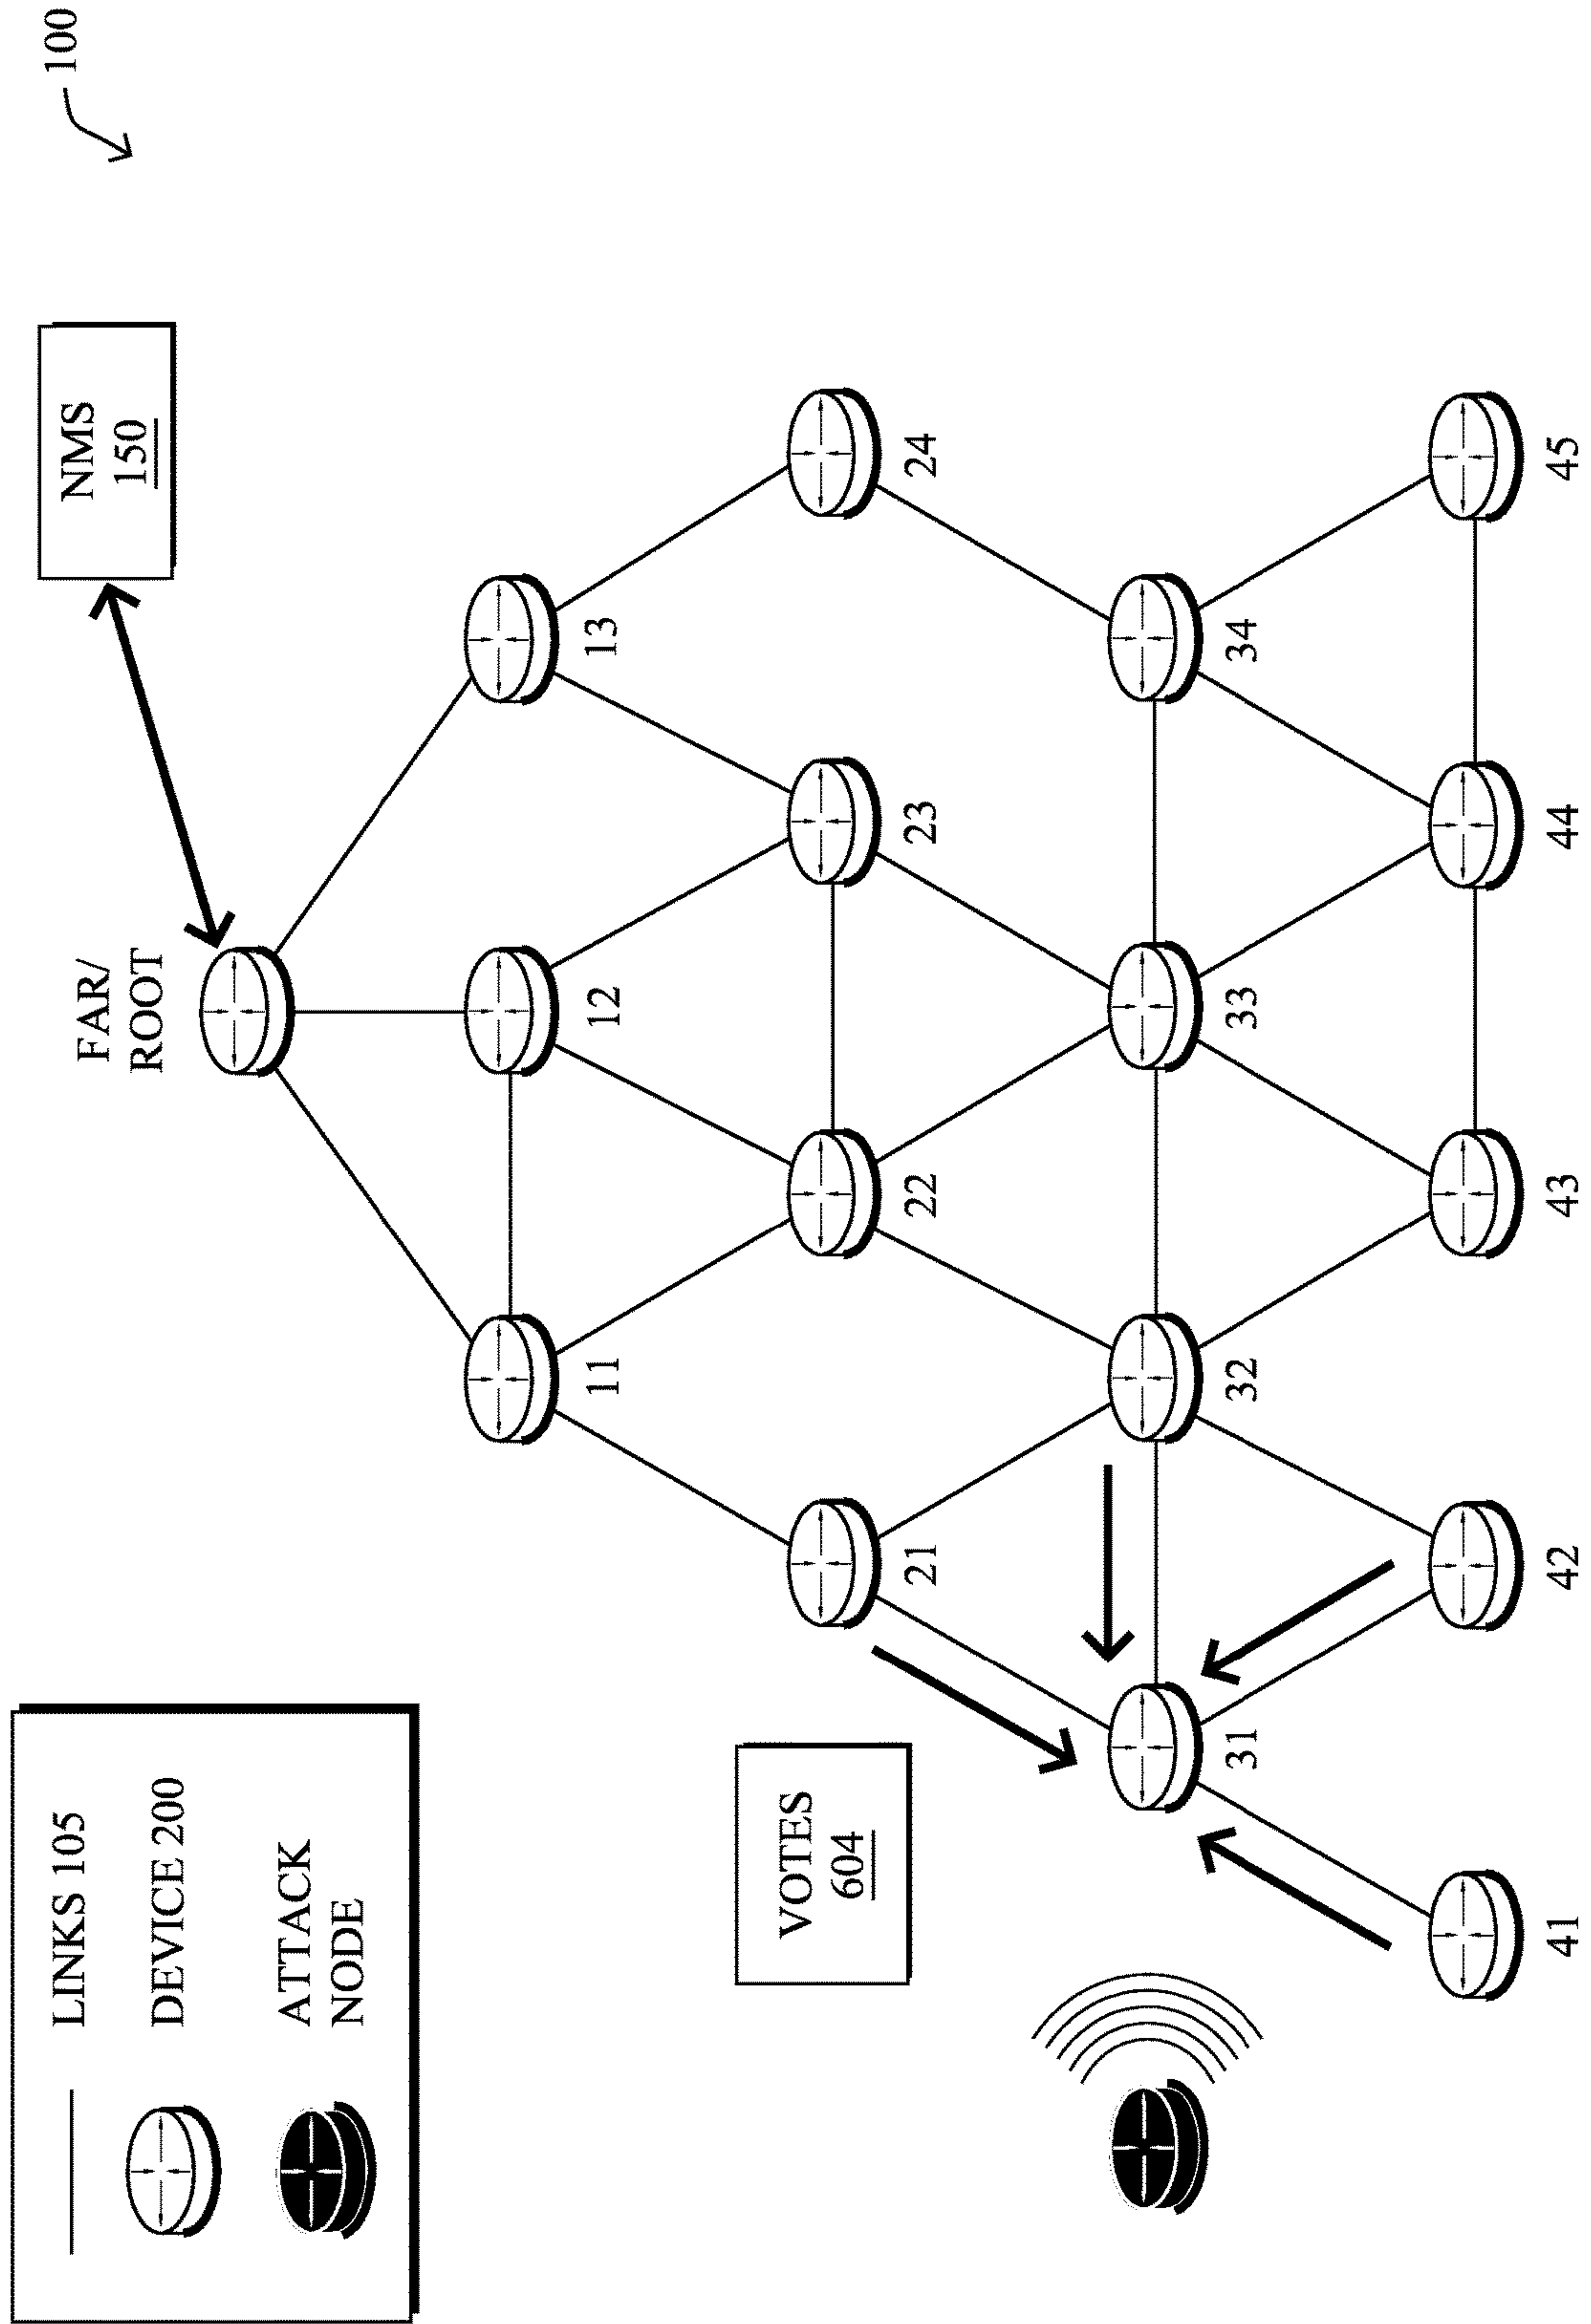 LINKS 105
DEVICE 200
ATTACK
NODE
FAR/
ROOT
NMS
150
100
11
12
13
VOTES
604
21
22
23
24
31
32
33
34
41
42
43
44
45